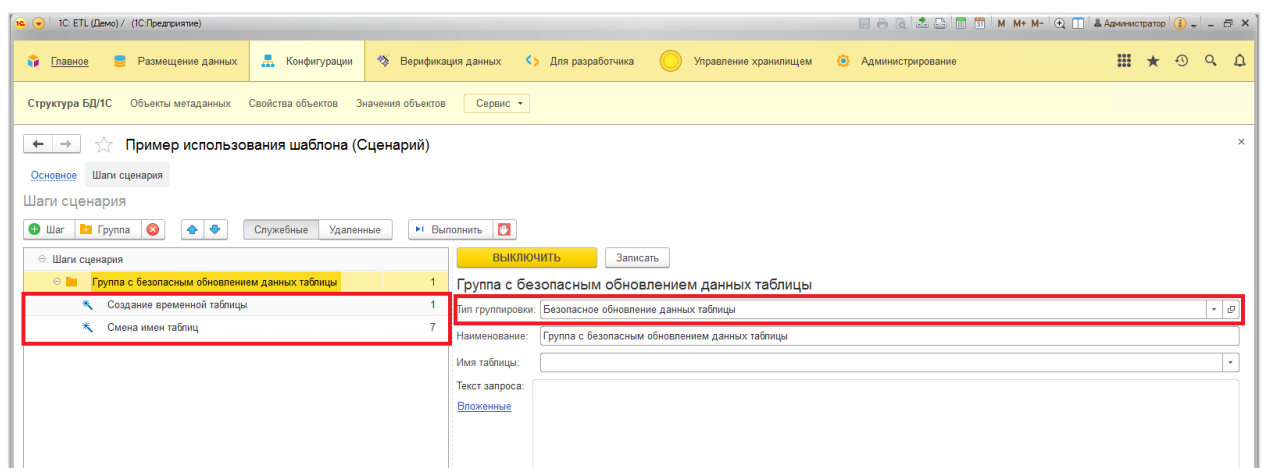 1С: ETL (Демо) / (1С:Предприятие) M M+ M- Администратор
Главное Размещение данных Конфигурации Верификация данных Для разработчика Управление хранилищем Администрирование
Структура БД/1С Объекты метаданных Свойства объектов Значения объектов Сервис
Пример использования шаблона (Сценарий)
Основное Шаги сценария
Шаги сценария
Шаг Группа Служебные Удаленные Выполнить
Шаги сценария
Группа с безопасным обновлением данных таблицы 1
Создание временной таблицы 1
Смена имен таблиц 7
ВЫКЛЮЧИТЬ Записать
Группа с безопасным обновлением данных таблицы
Тип группировки: Безопасное обновление данных таблицы
Наименование: Группа с безопасным обновлением данных таблицы
Имя таблицы:
Текст запроса:
Вложенные